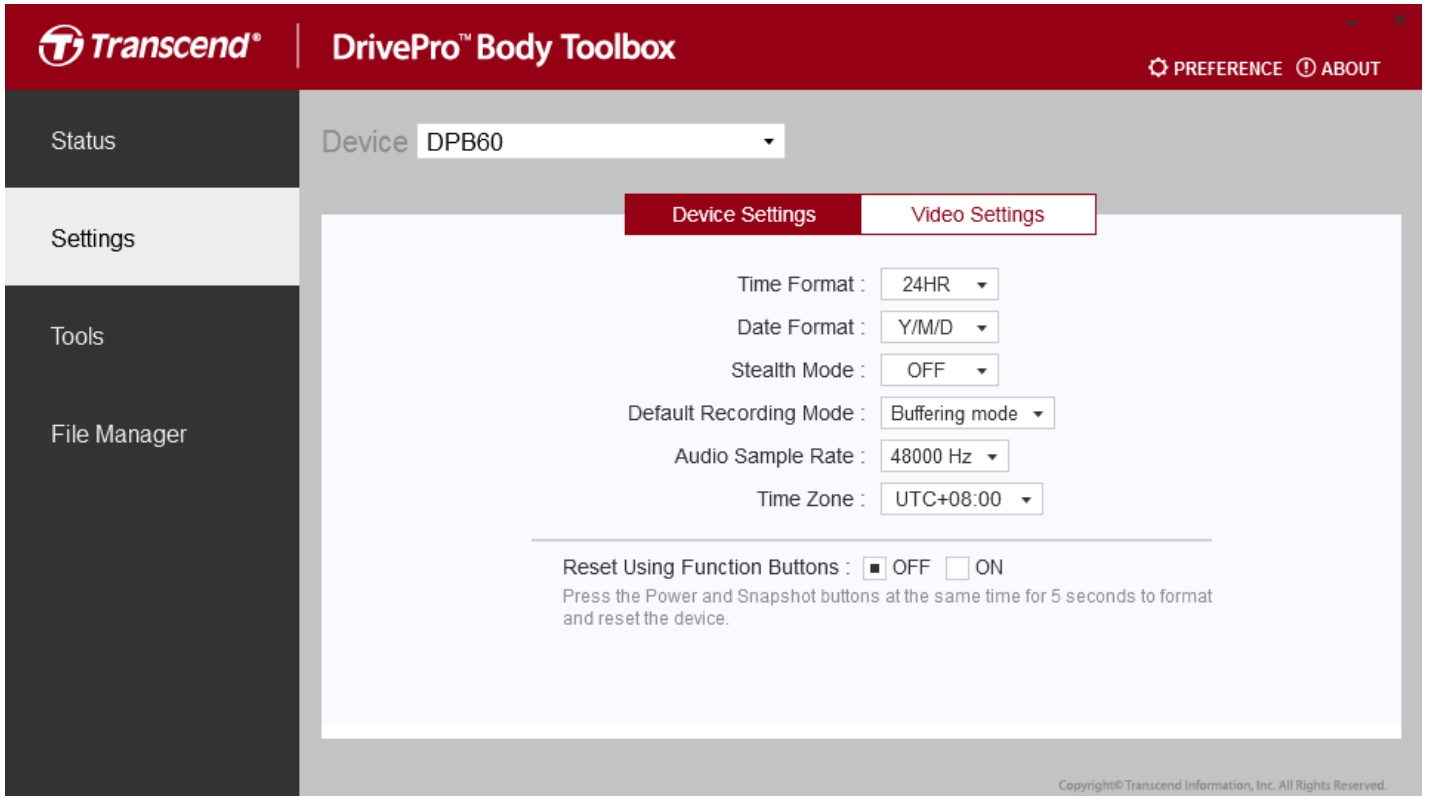 Transcend®
DrivePro™ Body Toolbox
PREFERENCE ABOUT
Status
Settings
Tools
File Manager
Device DPB60
Device Settings Video Settings
Time Format : 24HR
Date Format : Y/M/D
Stealth Mode : OFF
Default Recording Mode : Buffering mode
Audio Sample Rate : 48000 Hz
Time Zone : UTC+08:00
Reset Using Function Buttons : OFF ON
Press the Power and Snapshot buttons at the same time for 5 seconds to format
and reset the device.
Copyright© Transcend Information, Inc. All Rights Reserved.